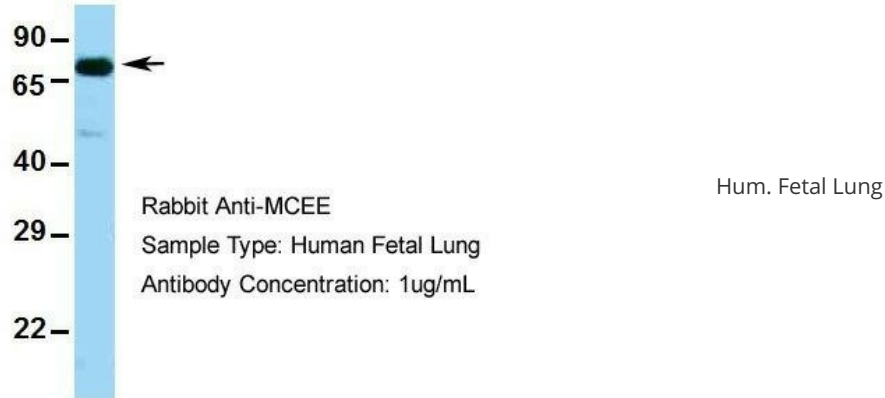 90
65
40
29
22
Rabbit Anti-MCEE
Sample Type: Human Fetal Lung
Antibody Concentration: 1ug/mL
Hum. Fetal Lung